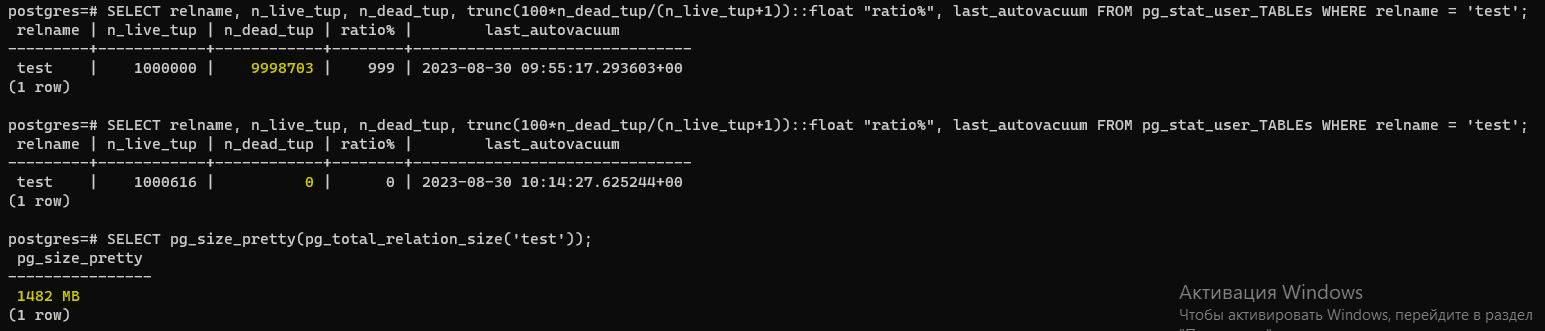 postgres=# SELECT relname, n_live_tup, n_dead_tup, trunc(100*n_dead_tup/(n_live_tup+1))::float "ratio%", last_autovacuum FROM pg_stat_user_TABLEs WHERE relname = 'test';
 relname | n_live_tup | n_dead_tup | ratio% |        last_autovacuum
---------+------------+------------+--------+-------------------------------
 test    |    1000000 |    9998703 |    999 | 2023-08-30 09:55:17.293603+00
(1 row)
postgres=# SELECT relname, n_live_tup, n_dead_tup, trunc(100*n_dead_tup/(n_live_tup+1))::float "ratio%", last_autovacuum FROM pg_stat_user_TABLEs WHERE relname = 'test';
 relname | n_live_tup | n_dead_tup | ratio% |        last_autovacuum
---------+------------+------------+--------+-------------------------------
 test    |    1000616 |          0 |      0 | 2023-08-30 10:14:27.625244+00
(1 row)
postgres=# SELECT pg_size_pretty(pg_total_relation_size('test'));
 pg_size_pretty
----------------
 1482 MB
(1 row)
Активация Windows
Чтобы активировать Windows, перейдите в раздел